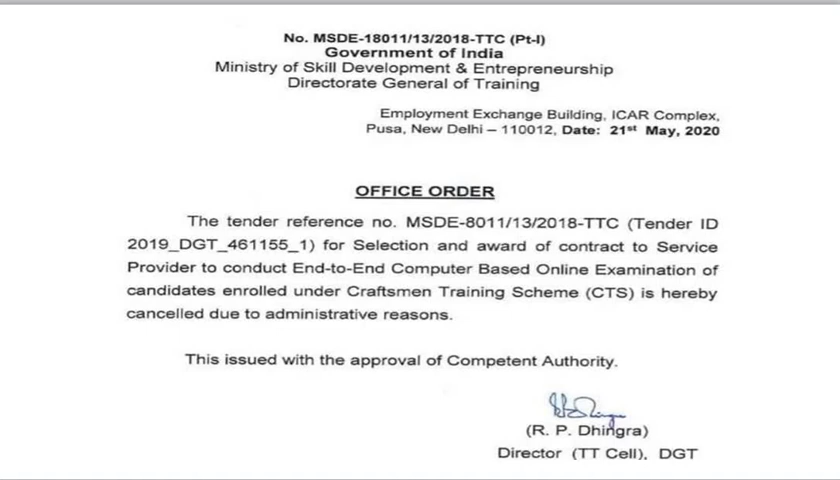 No. MSDE-18011/13/2018-TTC (Pt-I)
Government of India
Ministry of Skill Development & Entrepreneurship
Directorate General of Training
Employment Exchange Building, ICAR Complex,
Pusa, New Delhi – 110012, Date: 21st May, 2020
OFFICE ORDER
The tender reference no. MSDE-8011/13/2018-TTC (Tender ID
2019_DGT_461155_1) for Selection and award of contract to Service
Provider to conduct End-to-End Computer Based Online Examination of
candidates enrolled under Craftsmen Training Scheme (CTS) is hereby
cancelled due to administrative reasons.
This issued with the approval of Competent Authority.
(R. P. Dhingra)
Director (TT Cell), DGT